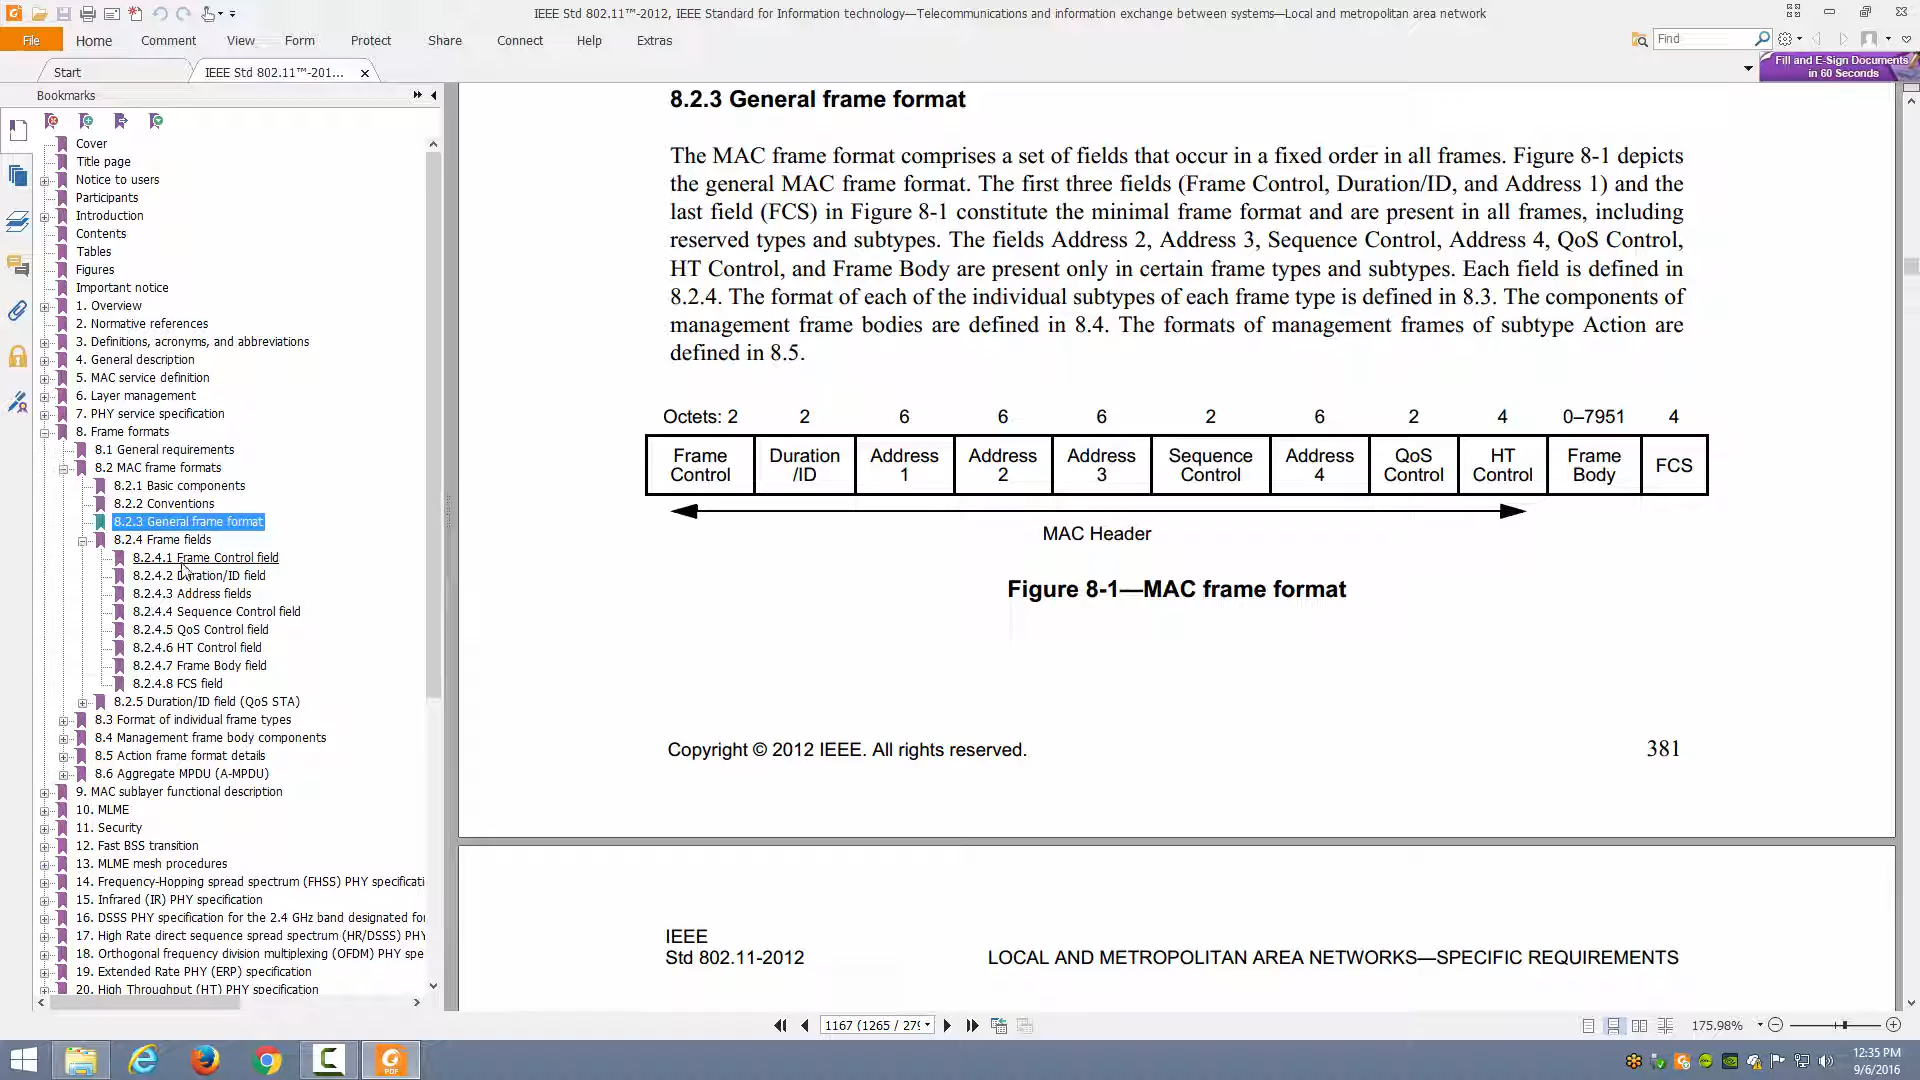 IEEE Std 802.11™-2012, IEEE Standard for Information technology—Telecommunications and information exchange between systems—Local and metropolitan area network
File Home Comment View Form Protect Share Connect Help Extras
Find
Start
IEEE Std 802.11™-201...
Fill and E-Sign Documents
in 60 Seconds
Bookmarks
Cover
Title page
Notice to users
Participants
Introduction
Contents
Tables
Figures
Important notice
1. Overview
2. Normative references
3. Definitions, acronyms, and abbreviations
4. General description
5. MAC service definition
6. Layer management
7. PHY service specification
8. Frame formats
8.1 General requirements
8.2 MAC frame formats
8.2.1 Basic components
8.2.2 Conventions
8.2.3 General frame format
8.2.4 Frame fields
8.2.4.1 Frame Control field
8.2.4.2 Duration/ID field
8.2.4.3 Address fields
8.2.4.4 Sequence Control field
8.2.4.5 QoS Control field
8.2.4.6 HT Control field
8.2.4.7 Frame Body field
8.2.4.8 FCS field
8.2.5 Duration/ID field (QoS STA)
8.3 Format of individual frame types
8.4 Management frame body components
8.5 Action frame format details
8.6 Aggregate MPDU (A-MPDU)
9. MAC sublayer functional description
10. MLME
11. Security
12. Fast BSS transition
13. MLME mesh procedures
14. Frequency-Hopping spread spectrum (FHSS) PHY specificati
15. Infrared (IR) PHY specification
16. DSSS PHY specification for the 2.4 GHz band designated for
17. High Rate direct sequence spread spectrum (HR/DSSS) PHY
18. Orthogonal frequency division multiplexing (OFDM) PHY spe
19. Extended Rate PHY (ERP) specification
20. High Throughput (HT) PHY specification
8.2.3 General frame format
The MAC frame format comprises a set of fields that occur in a fixed order in all frames. Figure 8-1 depicts
the general MAC frame format. The first three fields (Frame Control, Duration/ID, and Address 1) and the
last field (FCS) in Figure 8-1 constitute the minimal frame format and are present in all frames, including
reserved types and subtypes. The fields Address 2, Address 3, Sequence Control, Address 4, QoS Control,
HT Control, and Frame Body are present only in certain frame types and subtypes. Each field is defined in
8.2.4. The format of each of the individual subtypes of each frame type is defined in 8.3. The components of
management frame bodies are defined in 8.4. The formats of management frames of subtype Action are
defined in 8.5.
Octets: 2 2 6 6 6 2 6 2 4 0–7951 4
Frame Duration Address Address Address Sequence Address QoS HT Frame FCS
Control /ID 1 2 3 Control 4 Control Control Body
MAC Header
Figure 8-1—MAC frame format
Copyright © 2012 IEEE. All rights reserved. 381
IEEE
Std 802.11-2012 LOCAL AND METROPOLITAN AREA NETWORKS—SPECIFIC REQUIREMENTS
1167 (1265 / 279
175.98%
PDF
12:35 PM
9/6/2016